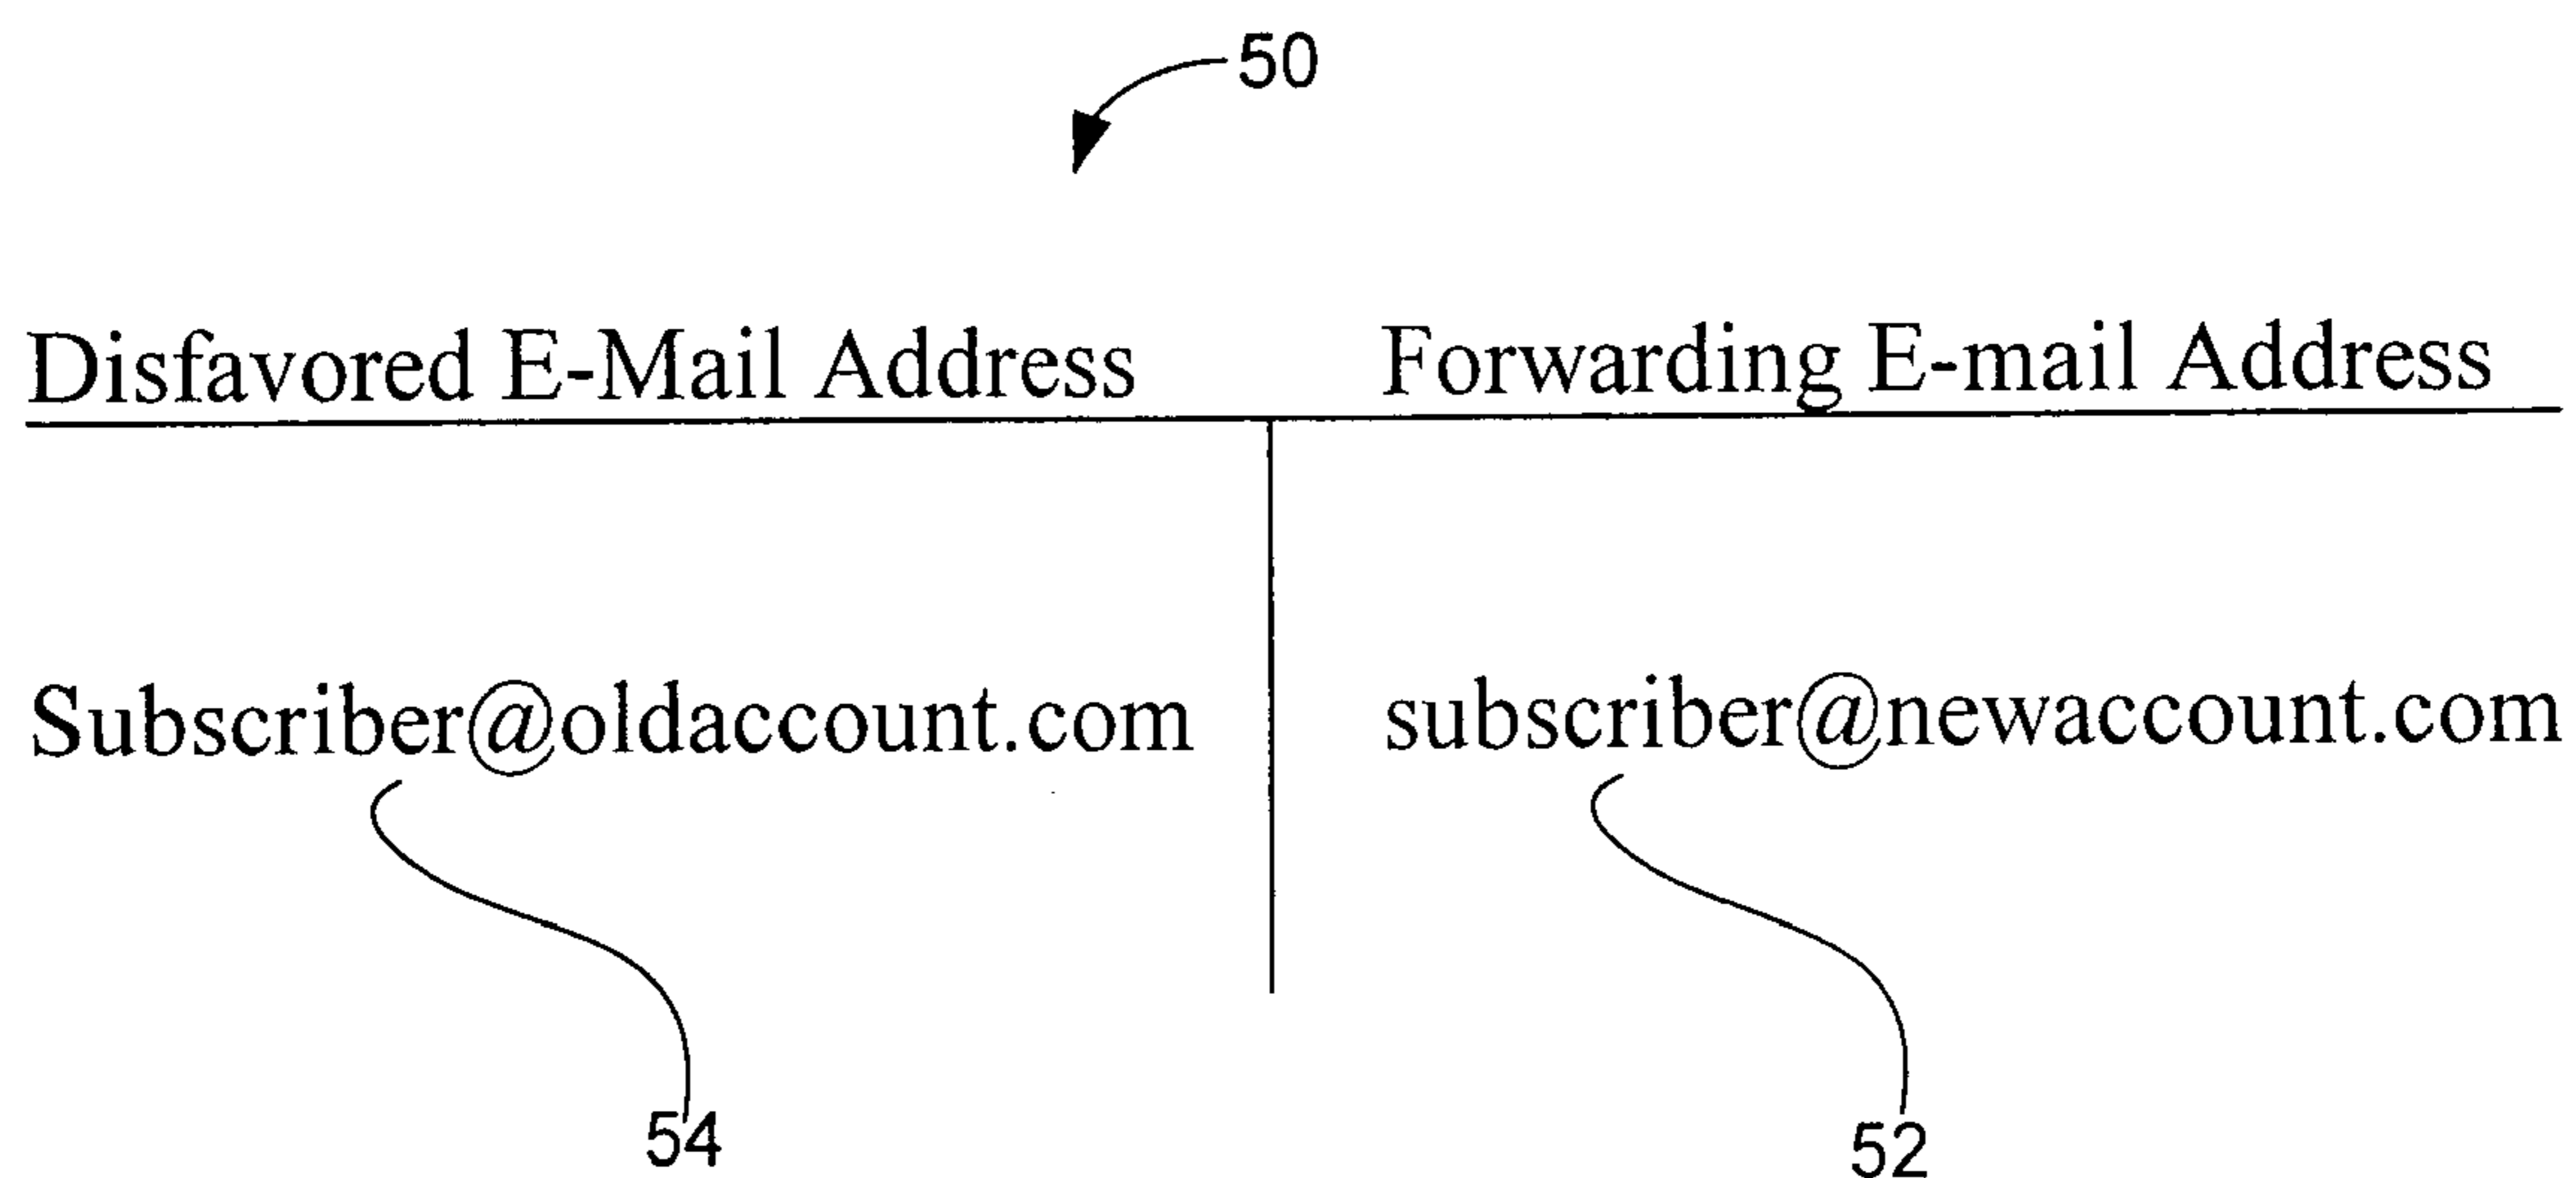 50
Disfavored E-Mail Address Forwarding E-mail Address
Subscriber@oldaccount.com subscriber@newaccount.com
54 52